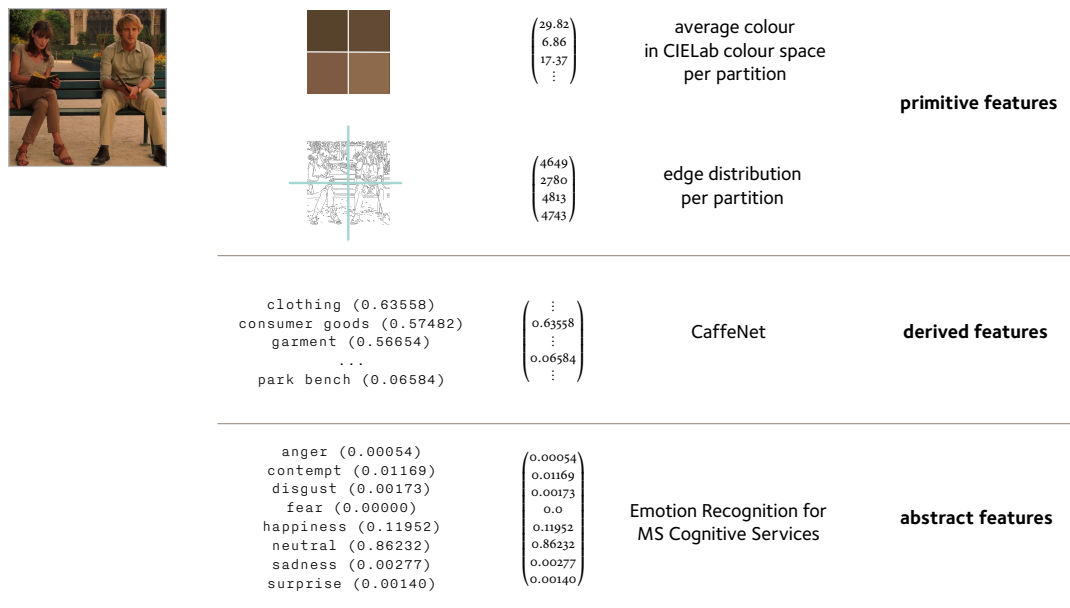 29.82
6.86
17.37
⋮
average colour
in CIELab colour space
per partition
primitive features
4649
2780
4813
4743
edge distribution
per partition
clothing (0.63558)
consumer goods (0.57482)
garment (0.56654)
...
park bench (0.06584)
⋮
0.63558
⋮
0.06584
⋮
CaffeNet
derived features
anger (0.00054)
contempt (0.01169)
disgust (0.00173)
fear (0.00000)
happiness (0.11952)
neutral (0.86232)
sadness (0.00277)
surprise (0.00140)
0.00054
0.01169
0.00173
0.0
0.11952
0.86232
0.00277
0.00140
Emotion Recognition for
MS Cognitive Services
abstract features